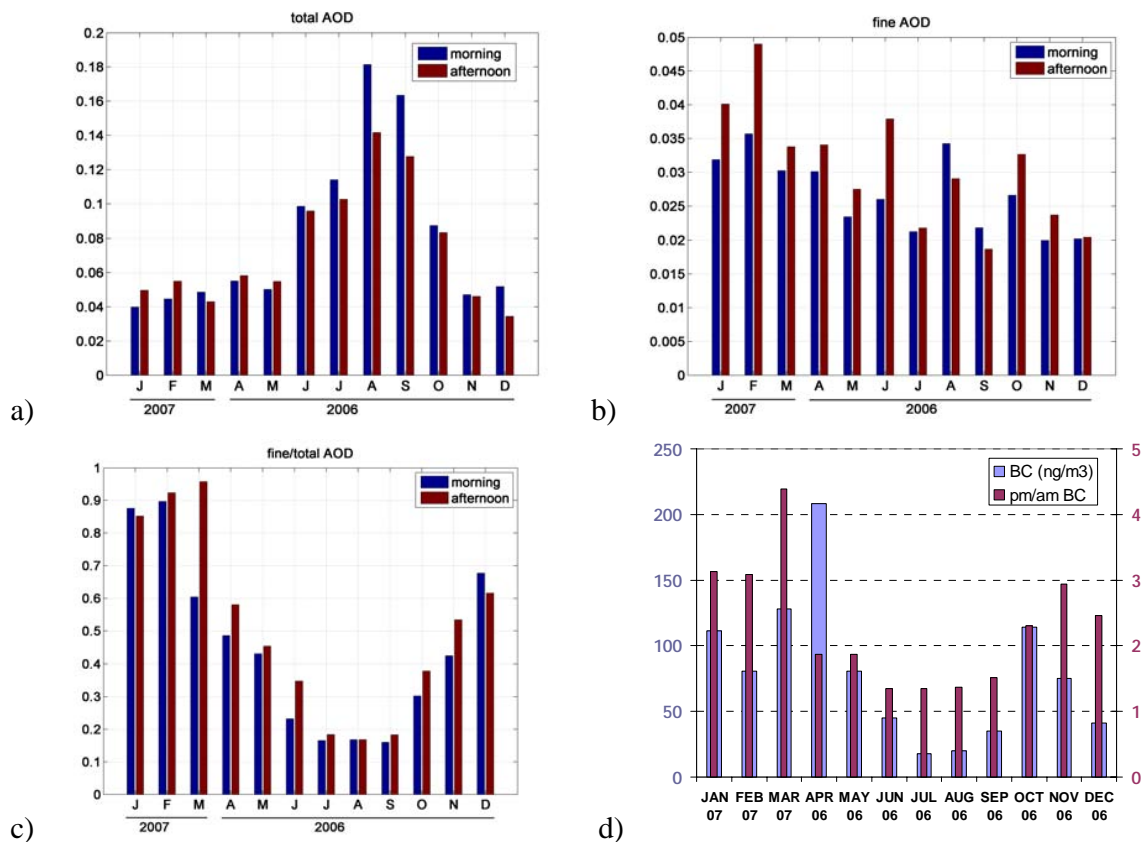 total AOD
0.2
0.18
0.16
0.14
0.12
0.1
0.08
0.06
0.04
0.02
0
morning
afternoon
J F M A M J J A S O N D
2007 2006
a)
fine AOD
0.05
0.045
0.04
0.035
0.03
0.025
0.02
0.015
0.01
0.005
0
morning
afternoon
J F M A M J J A S O N D
2007 2006
b)
fine/total AOD
1
0.9
0.8
0.7
0.6
0.5
0.4
0.3
0.2
0.1
0
morning
afternoon
J F M A M J J A S O N D
2007 2006
c)
250
200
150
100
50
0
BC (ng/m3)
pm/am BC
5
4
3
2
1
0
JAN FEB MAR APR MAY JUN JUL AUG SEP OCT NOV DEC
07 07 07 06 06 06 06 06 06 06 06 06
d)